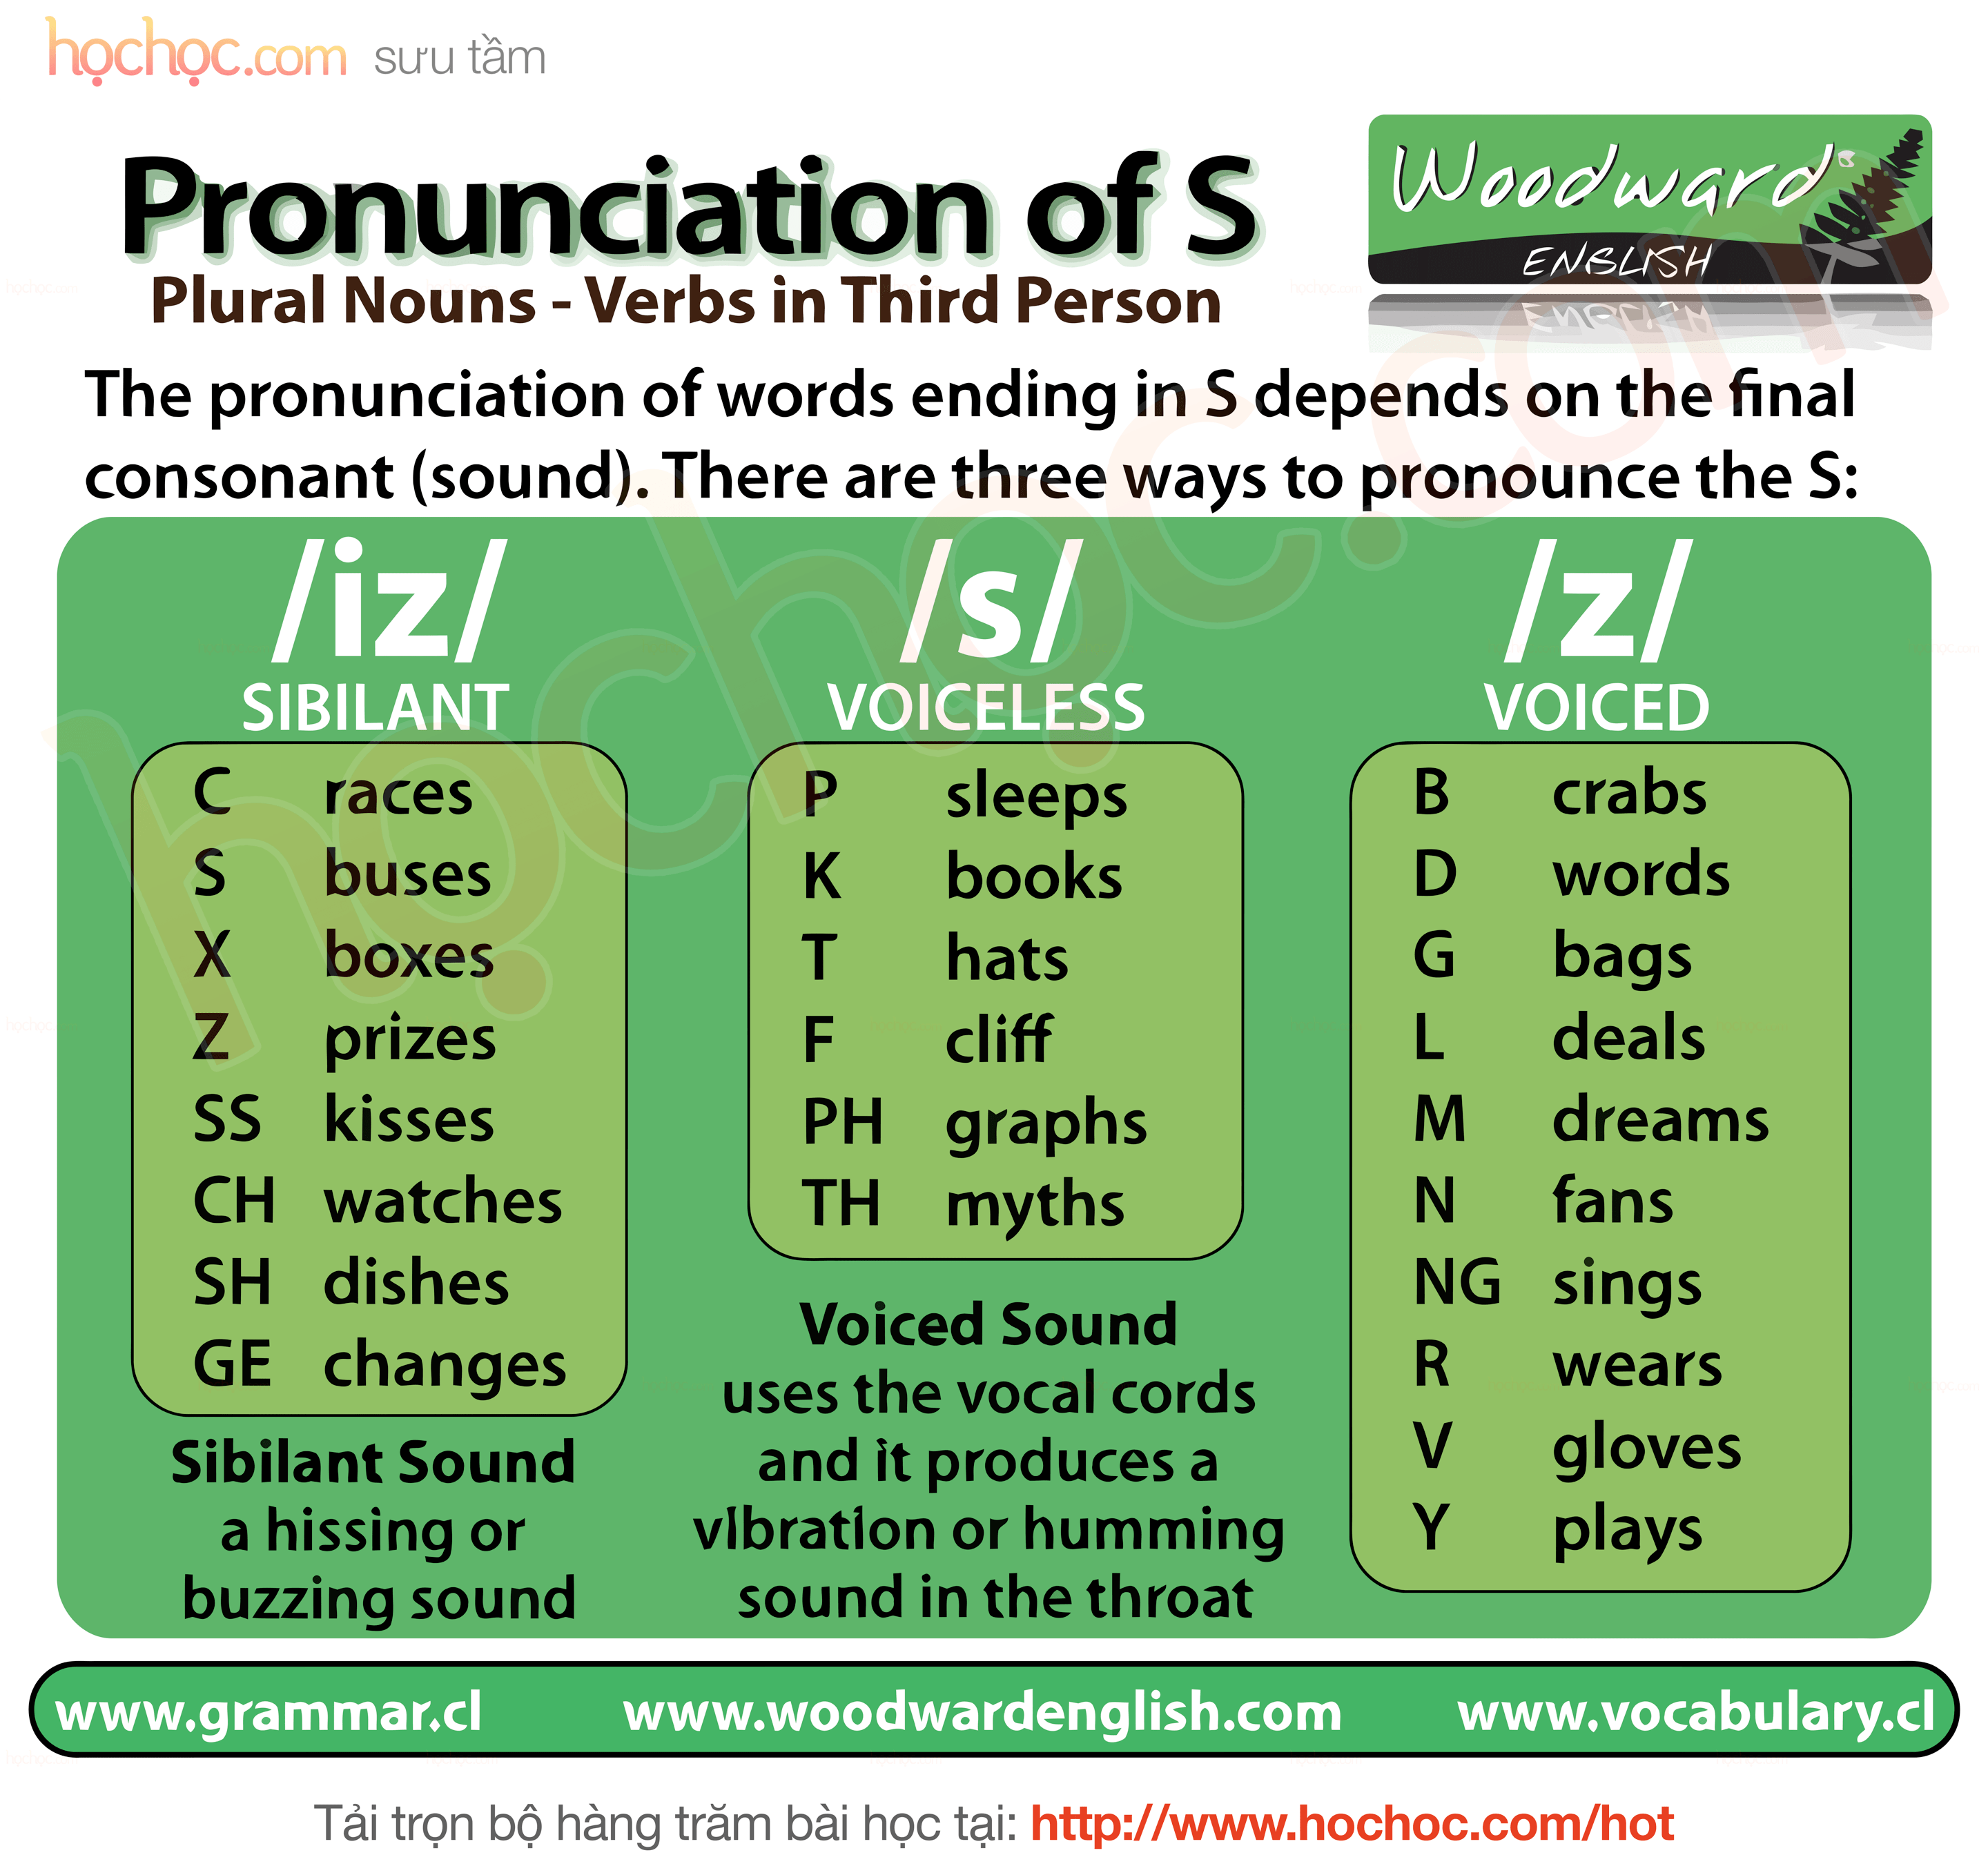 họchọc.com sưu tầm
Woodward®
ENGLISH
Pronunciation of S
Plural Nouns - Verbs in Third Person
The pronunciation of words ending in S depends on the final
consonant (sound). There are three ways to pronounce the S:
/iz/
SIBILANT
C races
S buses
X boxes
Z prizes
SS kisses
CH watches
SH dishes
GE changes
Sibilant Sound
a hissing or
buzzing sound
/s/
VOICELESS
P sleeps
K books
T hats
F cliff
PH graphs
TH myths
Voiced Sound
uses the vocal cords
and it produces a
vibration or humming
sound in the throat
/z/
VOICED
B crabs
D words
G bags
L deals
M dreams
N fans
NG sings
R wears
V gloves
Y plays
www.grammar.cl www.woodwardenglish.com www.vocabulary.cl
Tải trọn bộ hàng trăm bài học tại: http://www.hochoc.com/hot
họchọc.com